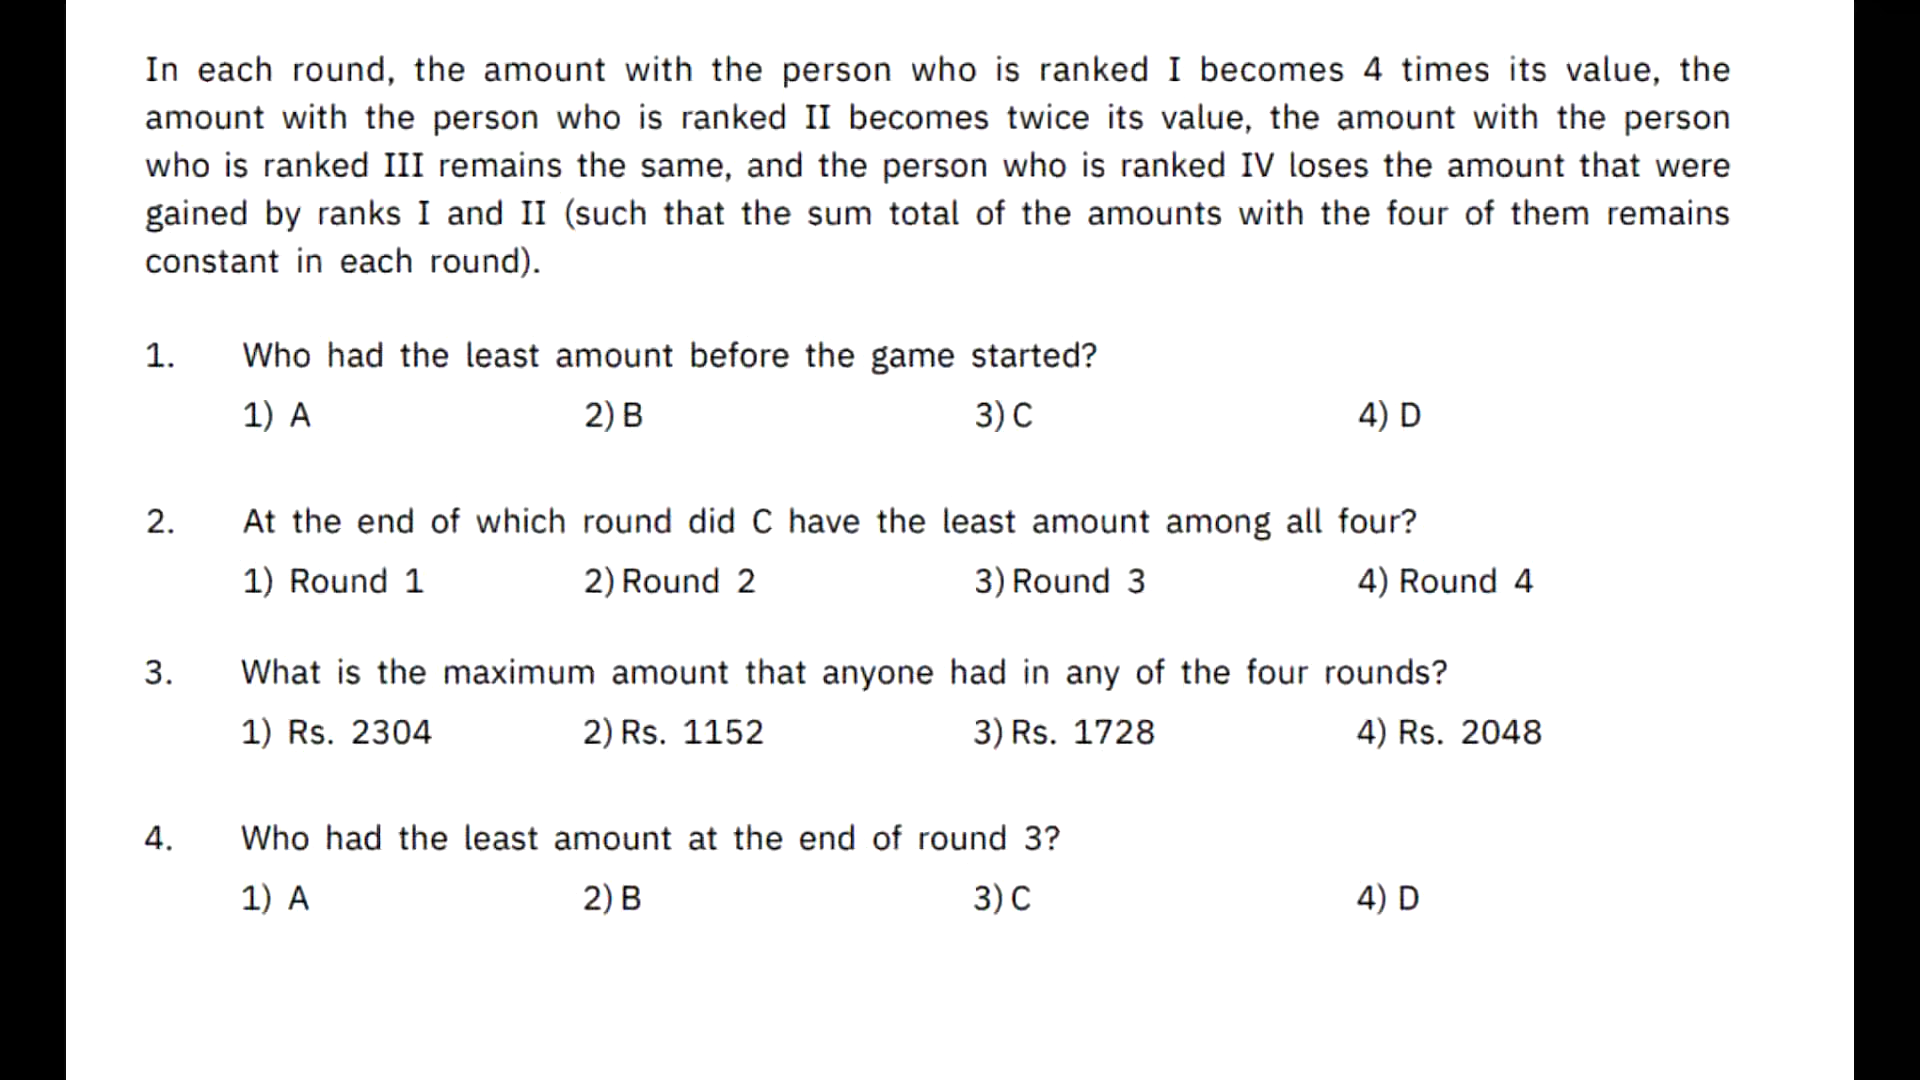 In each round, the amount with the person who is ranked I becomes 4 times its value, the
amount with the person who is ranked II becomes twice its value, the amount with the person
who is ranked III remains the same, and the person who is ranked IV loses the amount that were
gained by ranks I and II (such that the sum total of the amounts with the four of them remains
constant in each round).
1. Who had the least amount before the game started?
1) A 2) B 3) C 4) D
2. At the end of which round did C have the least amount among all four?
1) Round 1 2) Round 2 3) Round 3 4) Round 4
3. What is the maximum amount that anyone had in any of the four rounds?
1) Rs. 2304 2) Rs. 1152 3) Rs. 1728 4) Rs. 2048
4. Who had the least amount at the end of round 3?
1) A 2) B 3) C 4) D